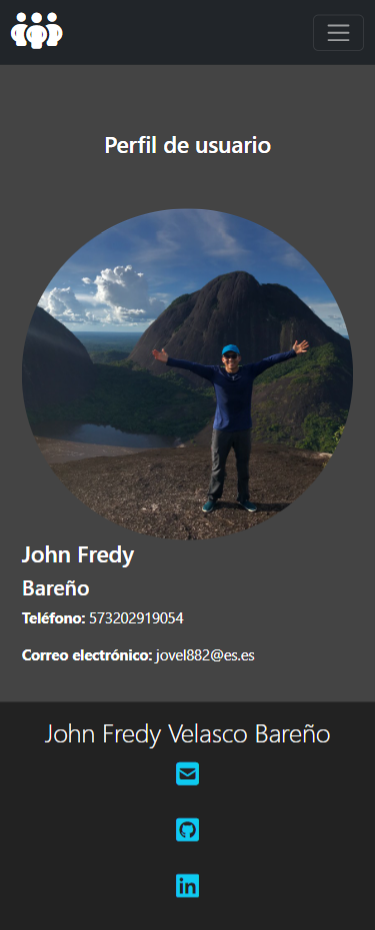 Perfil de usuario
John Fredy
Bareño
Teléfono: 573202919054
Correo electrónico: jovel882@es.es
John Fredy Velasco Bareño